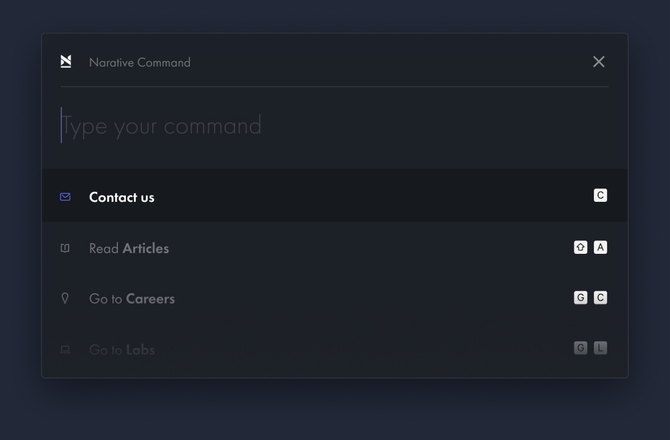 Narative Command
Type your command
Contact us C
Read Articles ⇧ A
Go to Careers G C
Go to Labs G L